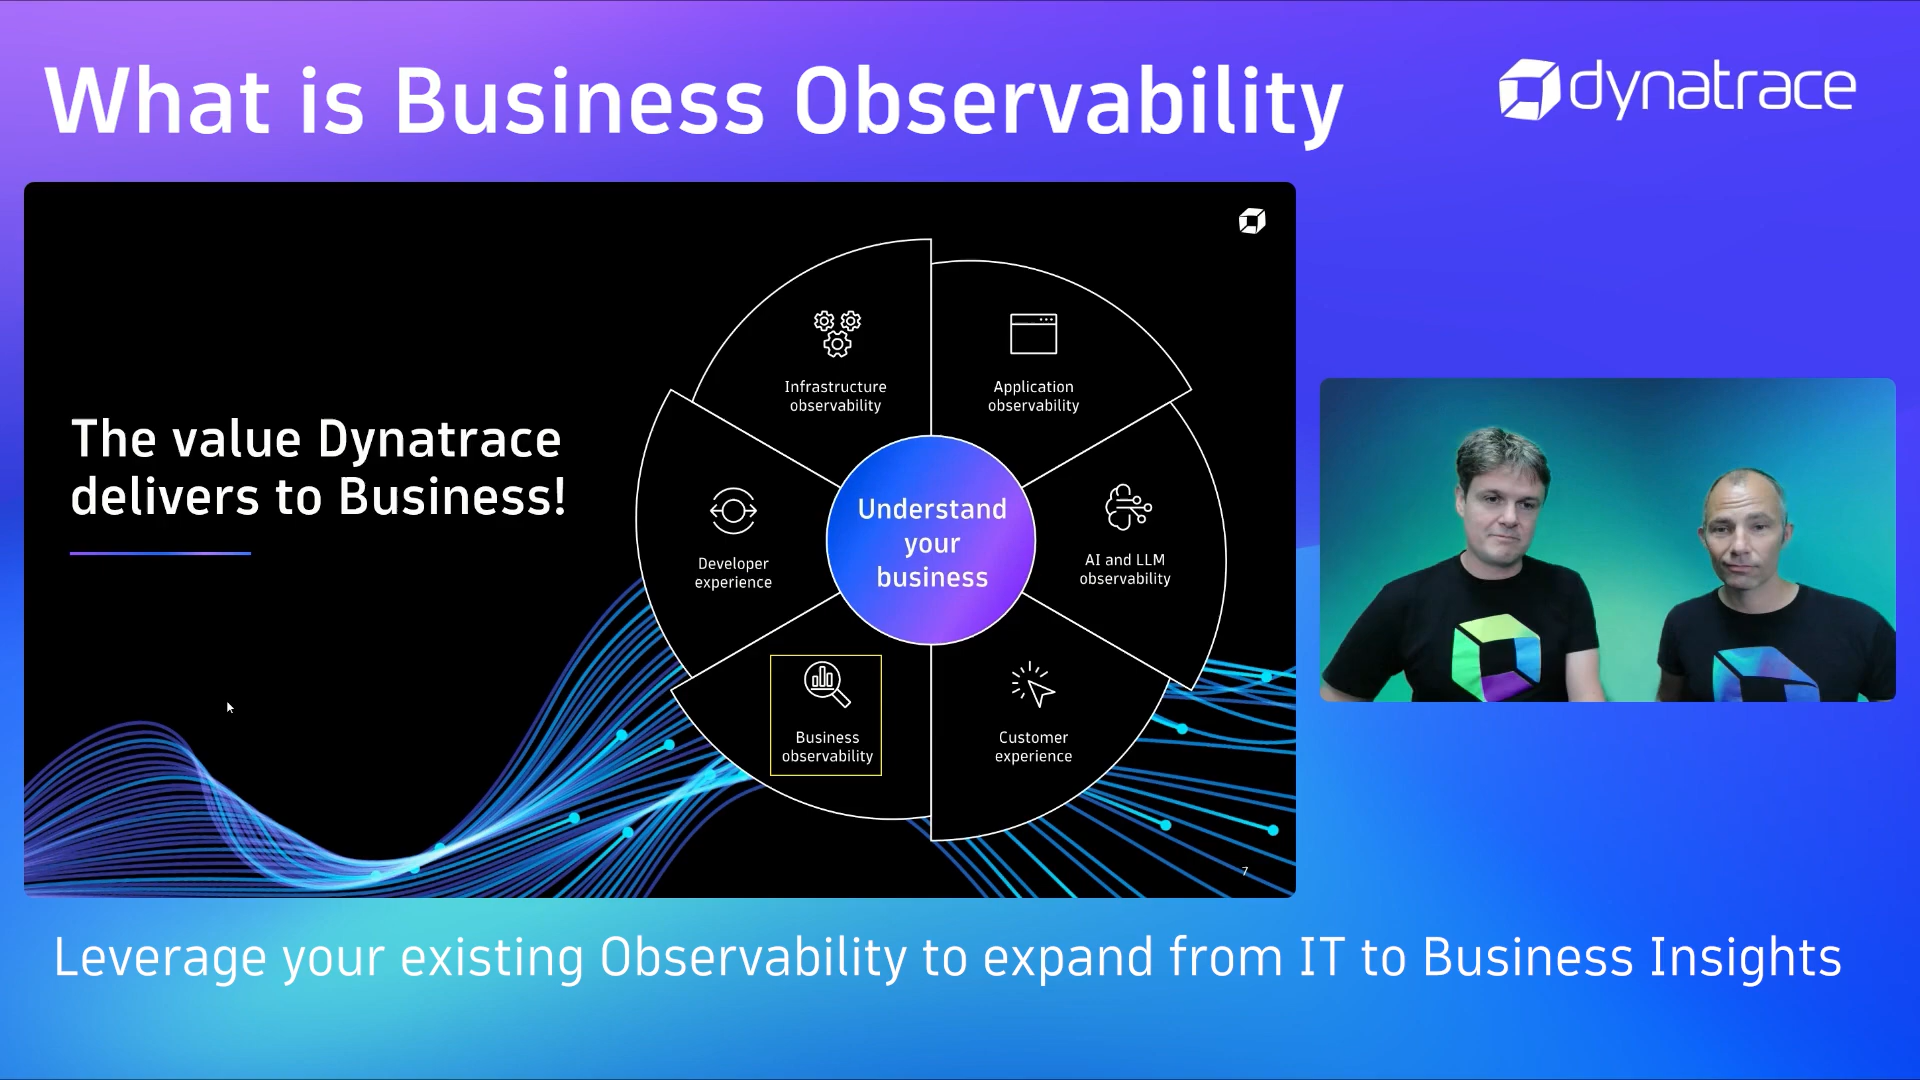 What is Business Observability
dynatrace
The value Dynatrace
delivers to Business!
Infrastructure
observability
Application
observability
Developer
experience
Understand
your
business
AI and LLM
observability
Business
observability
Customer
experience
7
Leverage your existing Observability to expand from IT to Business Insights